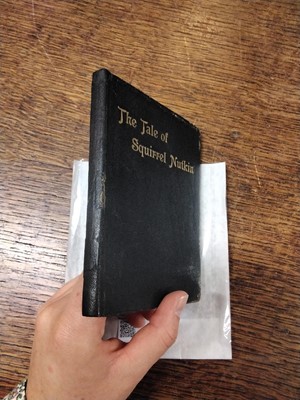 The Tale of
Squirrel Nutkin